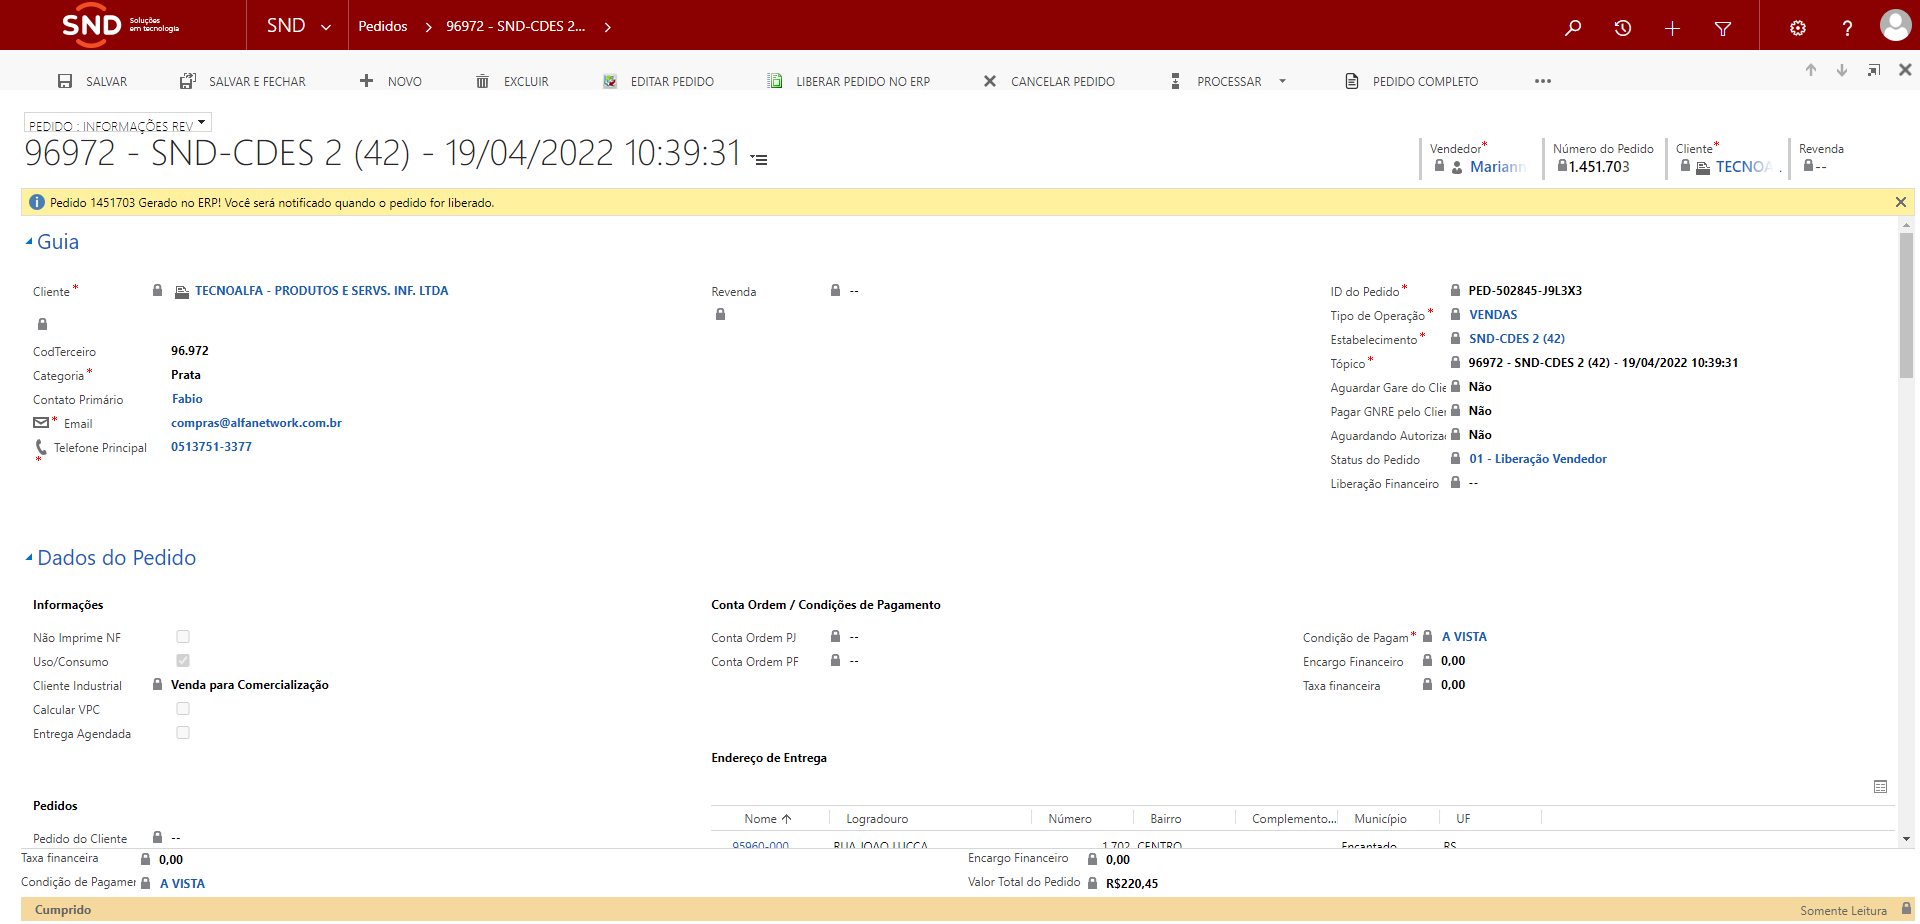 SND Soluções em tecnologia
SND
Pedidos > 96972 - SND-CDES 2... >
SALVAR
SALVAR E FECHAR
NOVO
EXCLUIR
EDITAR PEDIDO
LIBERAR PEDIDO NO ERP
CANCELAR PEDIDO
PROCESSAR
PEDIDO COMPLETO
...
PEDIDO : INFORMAÇÕES REV
96972 - SND-CDES 2 (42) - 19/04/2022 10:39:31
Vendedor*
Mariann
Número do Pedido
1.451.703
Cliente*
TECNOA .
Revenda
--
Pedido 1451703 Gerado no ERP! Você será notificado quando o pedido for liberado.
Guia
Cliente* TECNOALFA - PRODUTOS E SERVS. INF. LTDA
CodTerceiro 96.972
Categoria* Prata
Contato Primário Fabio
* Email compras@alfanetwork.com.br
Telefone Principal * 0513751-3377
Revenda --
ID do Pedido* PED-502845-J9L3X3
Tipo de Operação* VENDAS
Estabelecimento* SND-CDES 2 (42)
Tópico* 96972 - SND-CDES 2 (42) - 19/04/2022 10:39:31
Aguardar Gare do Clie Não
Pagar GNRE pelo Clier Não
Aguardando Autoriza Não
Status do Pedido 01 - Liberação Vendedor
Liberação Financeiro --
Dados do Pedido
Informações
Não Imprime NF
Uso/Consumo
Cliente Industrial Venda para Comercialização
Calcular VPC
Entrega Agendada
Conta Ordem / Condições de Pagamento
Conta Ordem PJ --
Conta Ordem PF --
Condição de Pagam* A VISTA
Encargo Financeiro 0,00
Taxa financeira 0,00
Endereço de Entrega
Nome Logradouro Número Bairro Complemento... Município UF
95960-000 RUA JOAO LUCCA 1.702 CENTRO Encantado RS
Pedidos
Pedido do Cliente --
Taxa financeira 0,00
Encargo Financeiro 0,00
Condição de Pagamer A VISTA
Valor Total do Pedido R$220,45
Cumprido
Somente Leitura